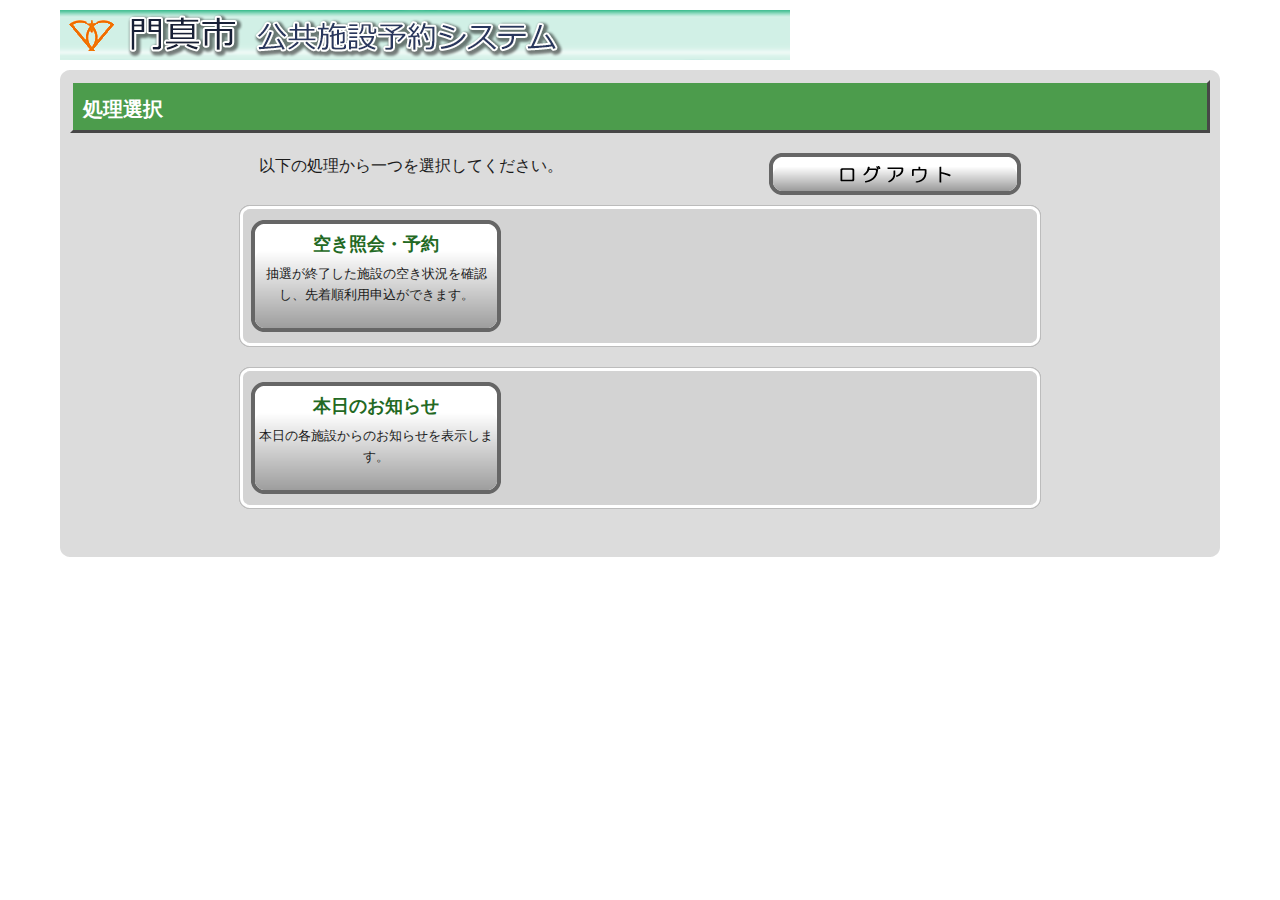 門真市 公共施設予約システム
処理選択
以下の処理から一つを選択してください。
ログアウト
空き照会・予約
抽選が終了した施設の空き状況を確認
し、先着順利用申込ができます。
本日のお知らせ
本日の各施設からのお知らせを表示しま
す。